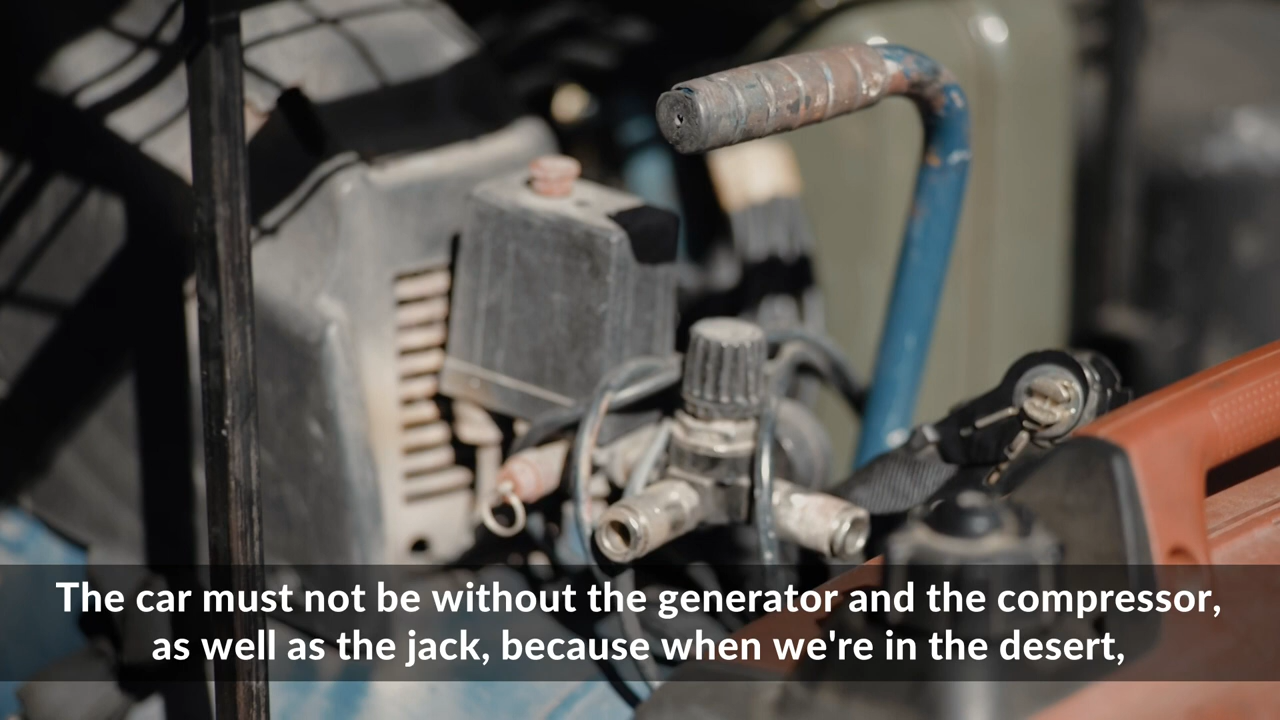 The car must not be without the generator and the compressor,
as well as the jack, because when we're in the desert,